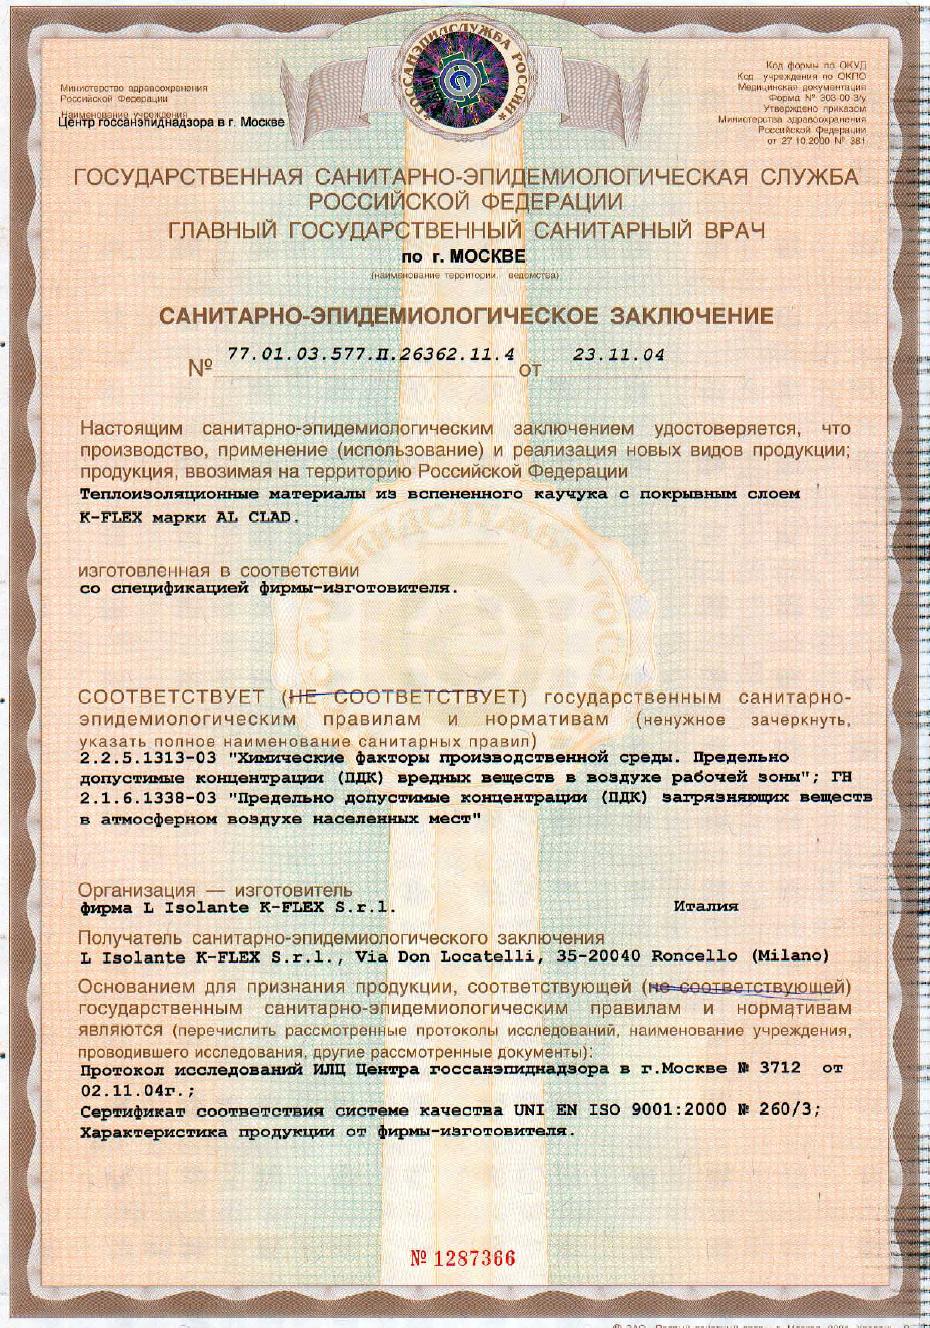 ГОССАНЭПИДСЛУЖБА РОССИИ
Министерство здравоохранения
Российской Федерации
Наименование учреждения
Центр госсанэпиднадзора в г. Москве
Код формы по ОКУД
Код учреждения по ОКПО
Медицинская документация
Форма № 303-00-3/у
Утверждено приказом
Министерства здравоохранения
Российской Федерации
от 27.10.2000 № 381
ГОСУДАРСТВЕННАЯ САНИТАРНО-ЭПИДЕМИОЛОГИЧЕСКАЯ СЛУЖБА
РОССИЙСКОЙ ФЕДЕРАЦИИ
ГЛАВНЫЙ ГОСУДАРСТВЕННЫЙ САНИТАРНЫЙ ВРАЧ
по г. МОСКВЕ
(наименование территории, ведомства)
САНИТАРНО-ЭПИДЕМИОЛОГИЧЕСКОЕ ЗАКЛЮЧЕНИЕ
№ 77.01.03.577.П.26362.11.4 от 23.11.04
Настоящим санитарно-эпидемиологическим заключением удостоверяется, что
производство, применение (использование) и реализация новых видов продукции;
продукция, ввозимая на территорию Российской Федерации
Теплоизоляционные материалы из вспененного каучука с покрывным слоем
K-FLEX марки AL CLAD.
изготовленная в соответствии
со спецификацией фирмы-изготовителя.
СООТВЕТСТВУЕТ (НЕ СООТВЕТСТВУЕТ) государственным санитарно-
эпидемиологическим правилам и нормативам (ненужное зачеркнуть,
указать полное наименование санитарных правил)
2.2.5.1313-03 "Химические факторы производственной среды. Предельно
допустимые концентрации (ПДК) вредных веществ в воздухе рабочей зоны"; ГН
2.1.6.1338-03 "Предельно допустимые концентрации (ПДК) загрязняющих веществ
в атмосферном воздухе населенных мест"
Организация — изготовитель
фирма L Isolante K-FLEX S.r.l. Италия
Получатель санитарно-эпидемиологического заключения
L Isolante K-FLEX S.r.l., Via Don Locatelli, 35-20040 Roncello (Milano)
Основанием для признания продукции, соответствующей (не соответствующей)
государственным санитарно-эпидемиологическим правилам и нормативам
являются (перечислить рассмотренные протоколы исследований, наименование учреждения,
проводившего исследования, другие рассмотренные документы):
Протокол исследований ИЛЦ Центра госсанэпиднадзора в г.Москве № 3712 от
02.11.04г.;
Сертификат соответствия системе качества UNI EN ISO 9001:2000 № 260/3;
Характеристика продукции от фирмы-изготовителя.
№ 1287366